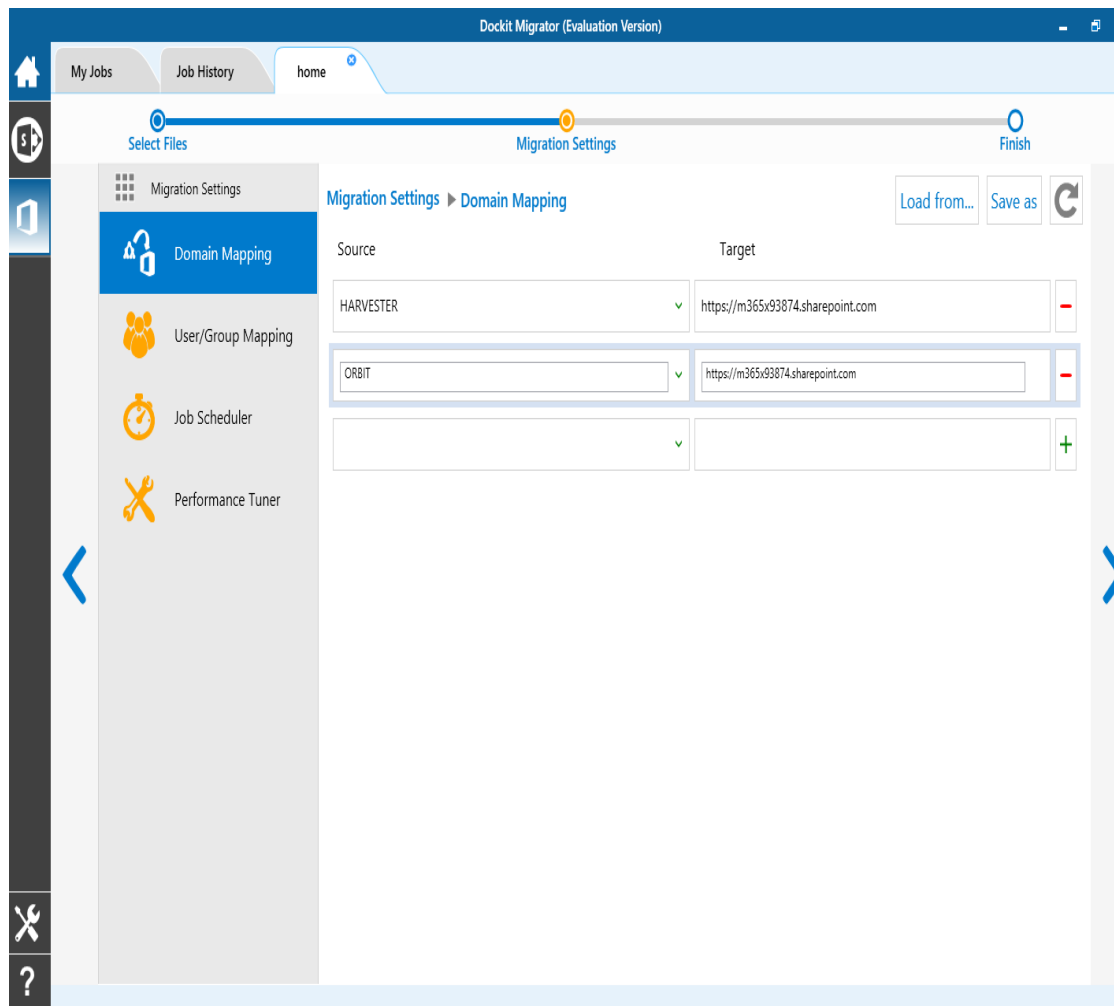 Dockit Migrator (Evaluation Version)
My Jobs
Job History
home
Select Files
Migration Settings
Finish
Migration Settings
Domain Mapping
User/Group Mapping
Job Scheduler
Performance Tuner
Migration Settings Domain Mapping
Load from...
Save as
Source
Target
HARVESTER
https://m365x93874.sharepoint.com
ORBIT
https://m365x93874.sharepoint.com